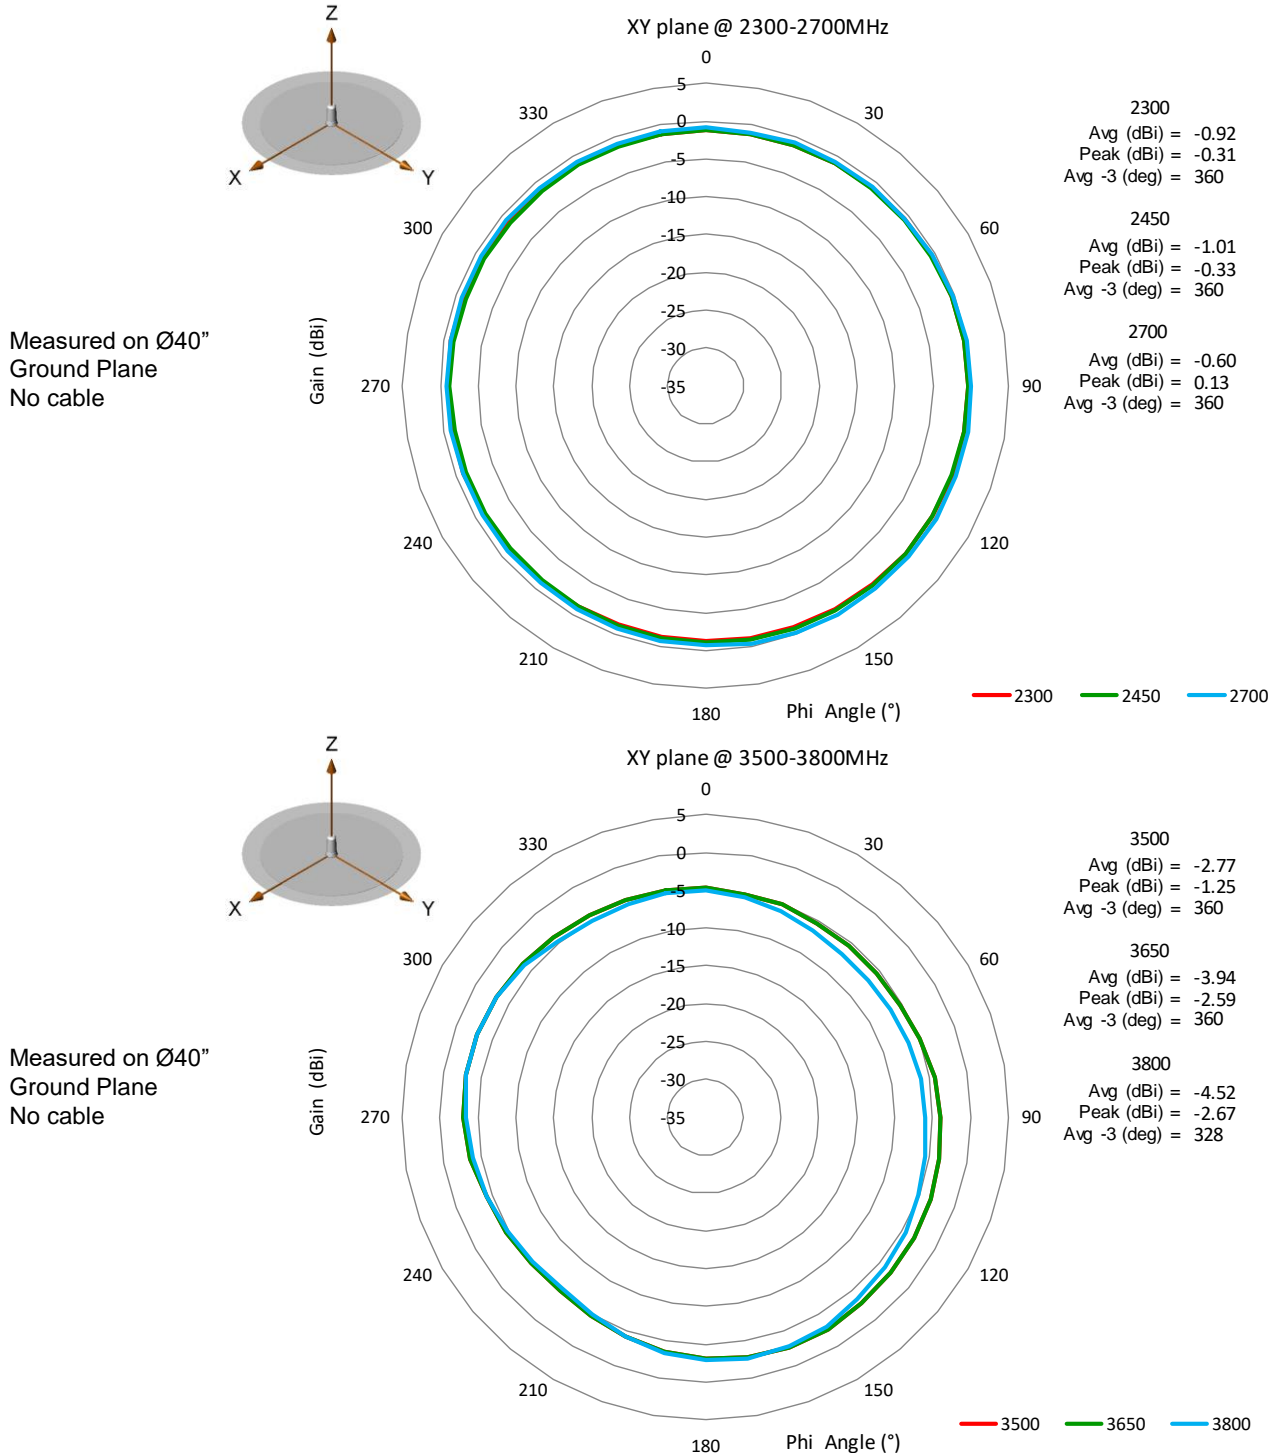 Z
X
Y
Measured on Ø40”
Ground Plane
No cable
XY plane @ 2300-2700MHz
0
30
60
90
120
150
180
210
240
270
300
330
5
0
-5
-10
-15
-20
-25
-30
-35
Gain (dBi)
Phi Angle (°)
2300
Avg (dBi) = -0.92
Peak (dBi) = -0.31
Avg -3 (deg) = 360
2450
Avg (dBi) = -1.01
Peak (dBi) = -0.33
Avg -3 (deg) = 360
2700
Avg (dBi) = -0.60
Peak (dBi) = 0.13
Avg -3 (deg) = 360
2300 2450 2700
Z
X
Y
Measured on Ø40”
Ground Plane
No cable
XY plane @ 3500-3800MHz
0
30
60
90
120
150
180
210
240
270
300
330
5
0
-5
-10
-15
-20
-25
-30
-35
Gain (dBi)
Phi Angle (°)
3500
Avg (dBi) = -2.77
Peak (dBi) = -1.25
Avg -3 (deg) = 360
3650
Avg (dBi) = -3.94
Peak (dBi) = -2.59
Avg -3 (deg) = 360
3800
Avg (dBi) = -4.52
Peak (dBi) = -2.67
Avg -3 (deg) = 328
3500 3650 3800